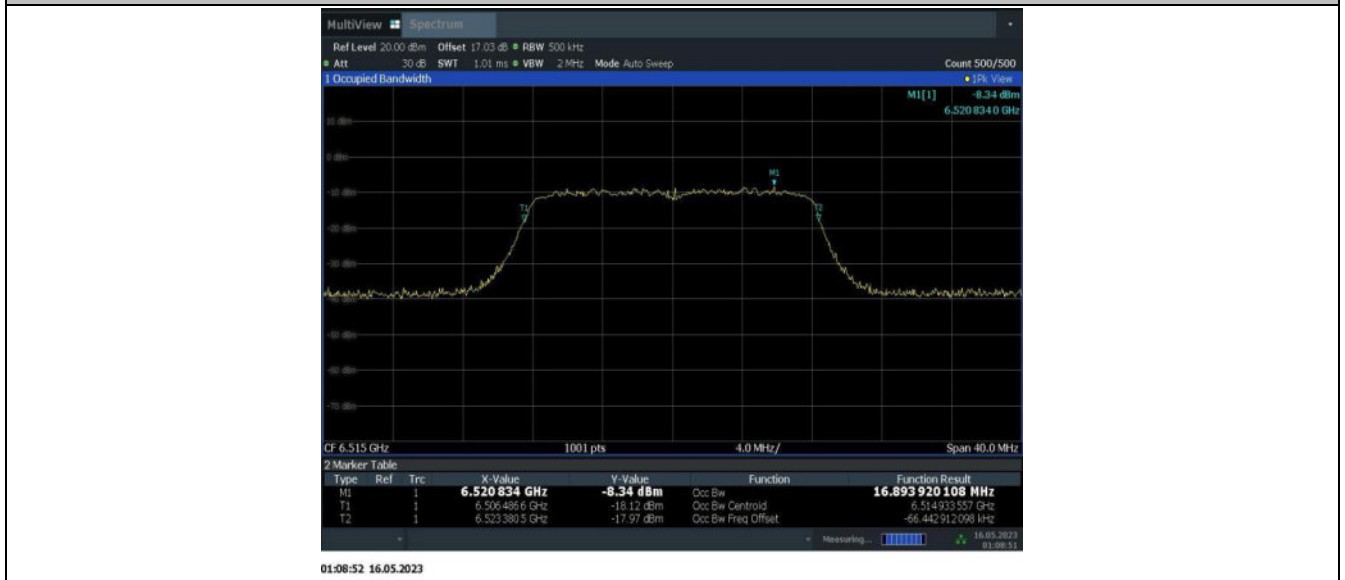 MultiView Spectrum
Ref Level 20.00 dBm Offset 17.03 dB RBW 500 kHz
Att 30 dB SWT 1.01 ms VBW 2 MHz Mode Auto Sweep Count 500/500
1 Occupied Bandwidth 1Pk View
M1[1] -8.34 dBm
6.520 834 0 GHz
10 dBm
0 dBm
M1
-10 dBm
T1 T2
-20 dBm
-30 dBm
-40 dBm
-50 dBm
-60 dBm
-70 dBm
CF 6.515 GHz 1001 pts 4.0 MHz/ Span 40.0 MHz
2 Marker Table
Type Ref Trc X-Value Y-Value Function Function Result
M1 1 6.520 834 GHz -8.34 dBm Occ Bw 16.893 920 108 MHz
T1 1 6.506 486 6 GHz -18.12 dBm Occ Bw Centroid 6.514 933 557 GHz
T2 1 6.523 380 5 GHz -17.97 dBm Occ Bw Freq Offset -66.442 912 098 kHz
Measuring... 16.05.2023
01:08:51
01:08:52 16.05.2023